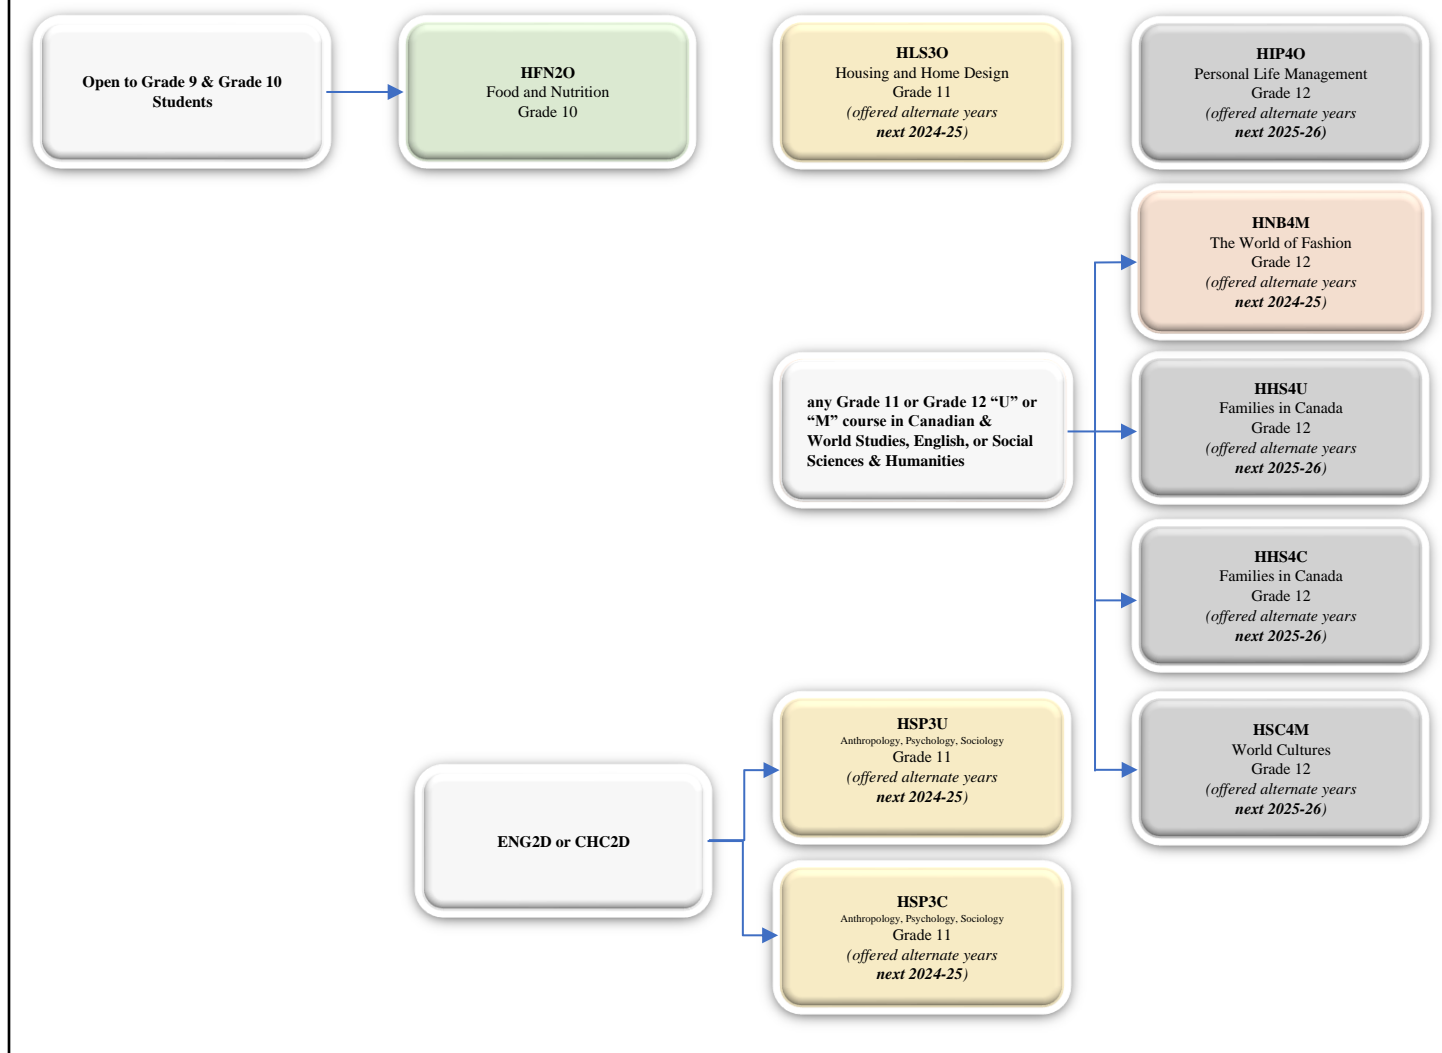 Open to Grade 9 & Grade 10
Students
HFN2O
Food and Nutrition
Grade 10
HLS3O
Housing and Home Design
Grade 11
(offered alternate years
next 2024-25)
HIP4O
Personal Life Management
Grade 12
(offered alternate years
next 2025-26)
HNB4M
The World of Fashion
Grade 12
(offered alternate years
next 2024-25)
any Grade 11 or Grade 12 “U” or
“M” course in Canadian &
World Studies, English, or Social
Sciences & Humanities
HHS4U
Families in Canada
Grade 12
(offered alternate years
next 2025-26)
HHS4C
Families in Canada
Grade 12
(offered alternate years
next 2025-26)
HSP3U
Anthropology, Psychology, Sociology
Grade 11
(offered alternate years
next 2024-25)
HSC4M
World Cultures
Grade 12
(offered alternate years
next 2025-26)
ENG2D or CHC2D
HSP3C
Anthropology, Psychology, Sociology
Grade 11
(offered alternate years
next 2024-25)